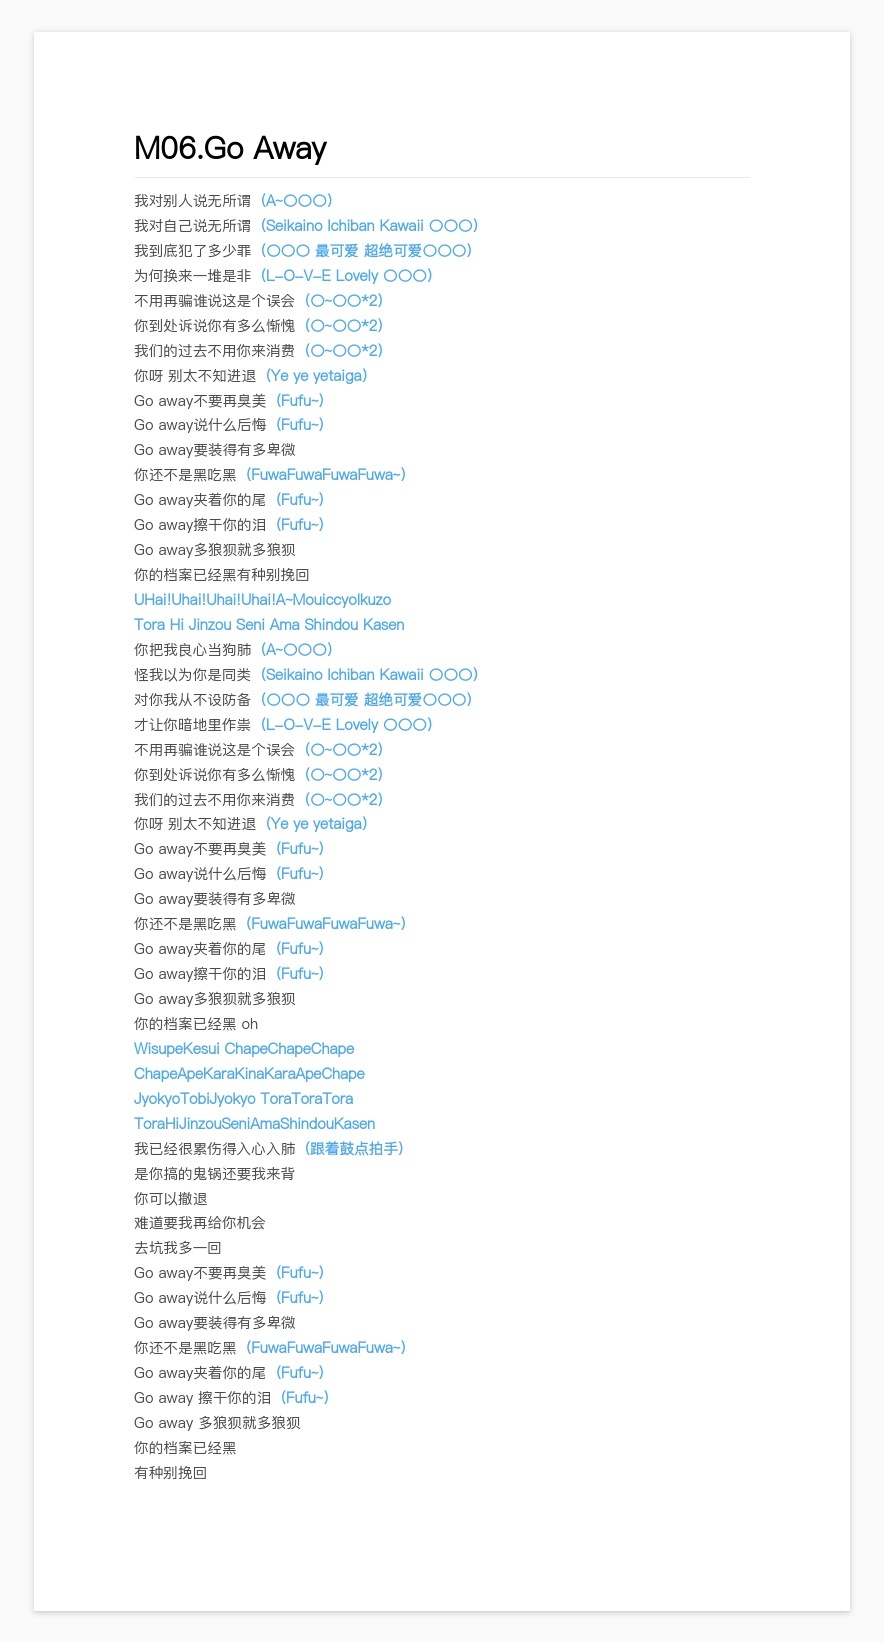 M06.Go Away
我对别人说无所谓（A~〇〇〇）
我对自己说无所谓（Seikaino Ichiban Kawaii 〇〇〇）
我到底犯了多少罪（〇〇〇 最可爱 超绝可爱〇〇〇）
为何换来一堆是非（L-O-V-E Lovely 〇〇〇）
不用再骗谁说这是个误会（〇~〇〇*2）
你到处诉说你有多么惭愧（〇~〇〇*2）
我们的过去不用你来消费（〇~〇〇*2）
你呀 别太不知进退（Ye ye yetaiga）
Go away不要再臭美（Fufu~）
Go away说什么后悔（Fufu~）
Go away要装得有多卑微
你还不是黑吃黑（FuwaFuwaFuwaFuwa~）
Go away夹着你的尾（Fufu~）
Go away擦干你的泪（Fufu~）
Go away多狼狈就多狼狈
你的档案已经黑有种别挽回
UHai!Uhai!Uhai!Uhai!A~MouiccyoIkuzo
Tora Hi Jinzou Seni Ama Shindou Kasen
你把我良心当狗肺（A~〇〇〇）
怪我以为你是同类（Seikaino Ichiban Kawaii 〇〇〇）
对你我从不设防备（〇〇〇 最可爱 超绝可爱〇〇〇）
才让你暗地里作祟（L-O-V-E Lovely 〇〇〇）
不用再骗谁说这是个误会（〇~〇〇*2）
你到处诉说你有多么惭愧（〇~〇〇*2）
我们的过去不用你来消费（〇~〇〇*2）
你呀 别太不知进退（Ye ye yetaiga）
Go away不要再臭美（Fufu~）
Go away说什么后悔（Fufu~）
Go away要装得有多卑微
你还不是黑吃黑（FuwaFuwaFuwaFuwa~）
Go away夹着你的尾（Fufu~）
Go away擦干你的泪（Fufu~）
Go away多狼狈就多狼狈
你的档案已经黑 oh
WisupeKesui ChapeChapeChape
ChapeApeKaraKinaKaraApeChape
JyokyoTobiJyokyo ToraToraTora
ToraHiJinzouSeniAmaShindouKasen
我已经很累伤得入心入肺（跟着鼓点拍手）
是你搞的鬼锅还要我来背
你可以撤退
难道要我再给你机会
去坑我多一回
Go away不要再臭美（Fufu~）
Go away说什么后悔（Fufu~）
Go away要装得有多卑微
你还不是黑吃黑（FuwaFuwaFuwaFuwa~）
Go away夹着你的尾（Fufu~）
Go away 擦干你的泪（Fufu~）
Go away 多狼狈就多狼狈
你的档案已经黑
有种别挽回